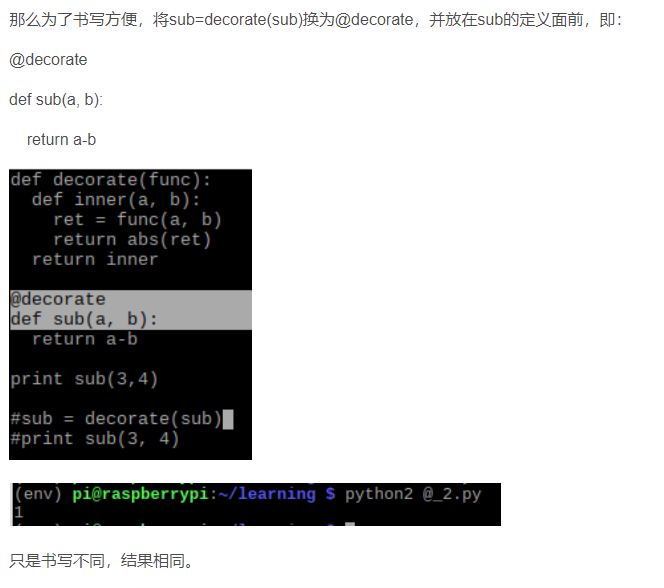 那么为了书写方便，将sub=decorate(sub)换为@decorate，并放在sub的定义面前，即：
@decorate
def sub(a, b):
    return a-b
def decorate(func):
  def inner(a, b):
    ret = func(a, b)
    return abs(ret)
  return inner
@decorate
def sub(a, b):
  return a-b
print sub(3,4)
#sub = decorate(sub)
#print sub(3, 4)
(env) pi@raspberrypi:~/learning $ python2 @_2.py
1
只是书写不同，结果相同。